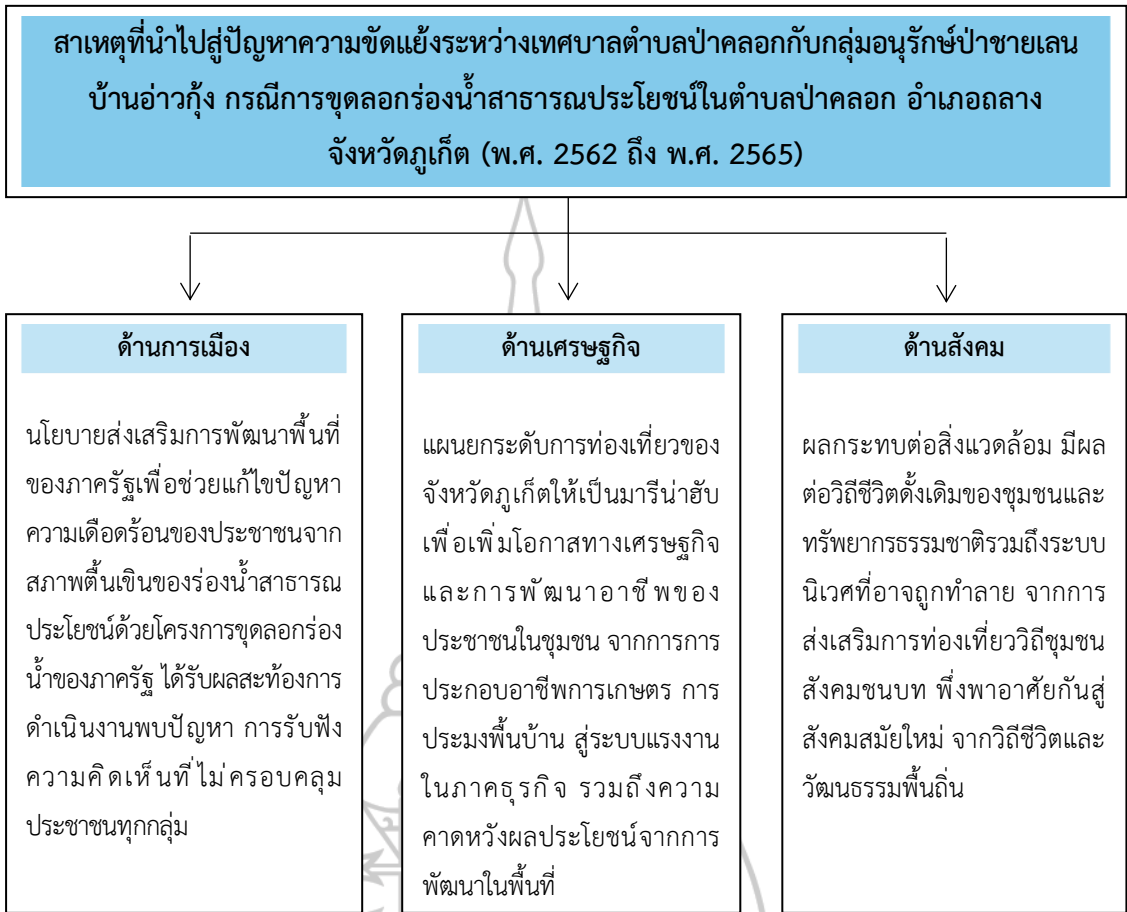 สาเหตุที่นำไปสู่ปัญหาความขัดแย้งระหว่างเทศบาลตำบลป่าคลอกกับกลุ่มอนุรักษ์ป่าชายเลน
บ้านอ่าวกุ้ง กรณีการขุดลอกร่องน้ำสาธารณประโยชน์ในตำบลป่าคลอก อำเภอถลาง
จังหวัดภูเก็ต (พ.ศ. 2562 ถึง พ.ศ. 2565)
ด้านการเมือง
นโยบายส่งเสริมการพัฒนาพื้นที่
ของภาครัฐเพื่อช่วยแก้ไขปัญหา
ความเดือดร้อนของประชาชนจาก
สภาพตื้นเขินของร่องน้ำสาธารณ
ประโยชน์ด้วยโครงการขุดลอกร่อง
น้ำของภาครัฐ ได้รับผลสะท้องการ
ดำเนินงานพบปัญหา การรับฟัง
ความคิดเห็นที่ไม่ครอบคลุม
ประชาชนทุกกลุ่ม
ด้านเศรษฐกิจ
แผนยกระดับการท่องเที่ยวของ
จังหวัดภูเก็ตให้เป็นมารีน่าฮับ
เพื่อเพิ่มโอกาสทางเศรษฐกิจ
และการพัฒนาอาชีพของ
ประชาชนในชุมชน จากการการ
ประกอบอาชีพการเกษตร การ
ประมงพื้นบ้าน สู่ระบบแรงงาน
ในภาคธุรกิจ รวมถึงความ
คาดหวังผลประโยชน์จากการ
พัฒนาในพื้นที่
ด้านสังคม
ผลกระทบต่อสิ่งแวดล้อม มีผล
ต่อวิถีชีวิตดั้งเดิมของชุมชนและ
ทรัพยากรธรรมชาติรวมถึงระบบ
นิเวศที่อาจถูกทำลาย จากการ
ส่งเสริมการท่องเที่ยววิถีชุมชน
สังคมชนบท พึ่งพาอาศัยกันสู่
สังคมสมัยใหม่ จากวิถีชีวิตและ
วัฒนธรรมพื้นถิ่น